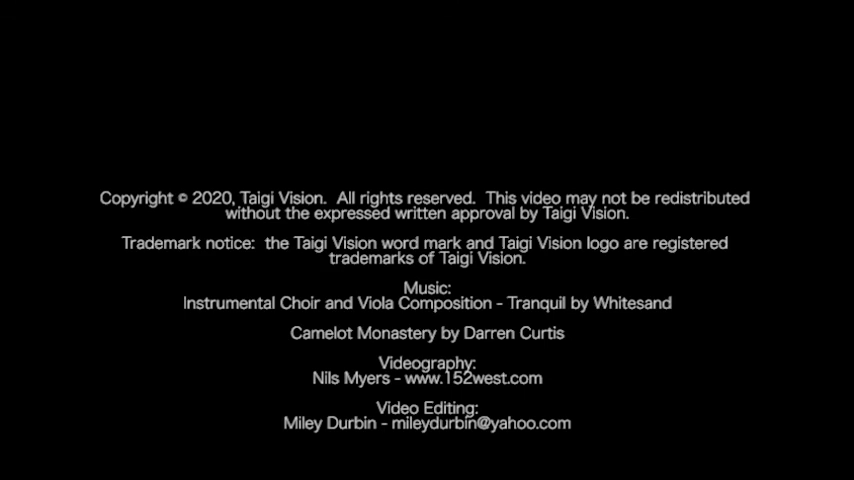 Copyright © 2020, Taigi Vision.  All rights reserved.  This video may not be redistributed
without the expressed written approval by Taigi Vision.
Trademark notice:  the Taigi Vision word mark and Taigi Vision logo are registered
trademarks of Taigi Vision.
Music:
Instrumental Choir and Viola Composition - Tranquil by Whitesand
Camelot Monastery by Darren Curtis
Videography:
Nils Myers - www.152west.com
Video Editing:
Miley Durbin - mileydurbin@yahoo.com